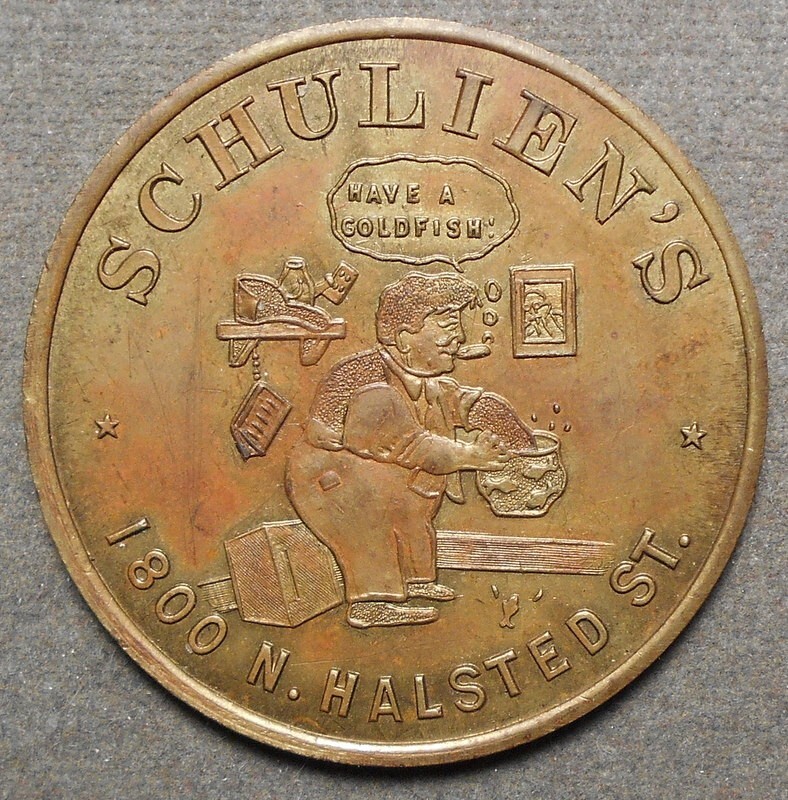 SCHULIEN'S
HAVE A
GOLDFISH!
1800 N. HALSTED ST.